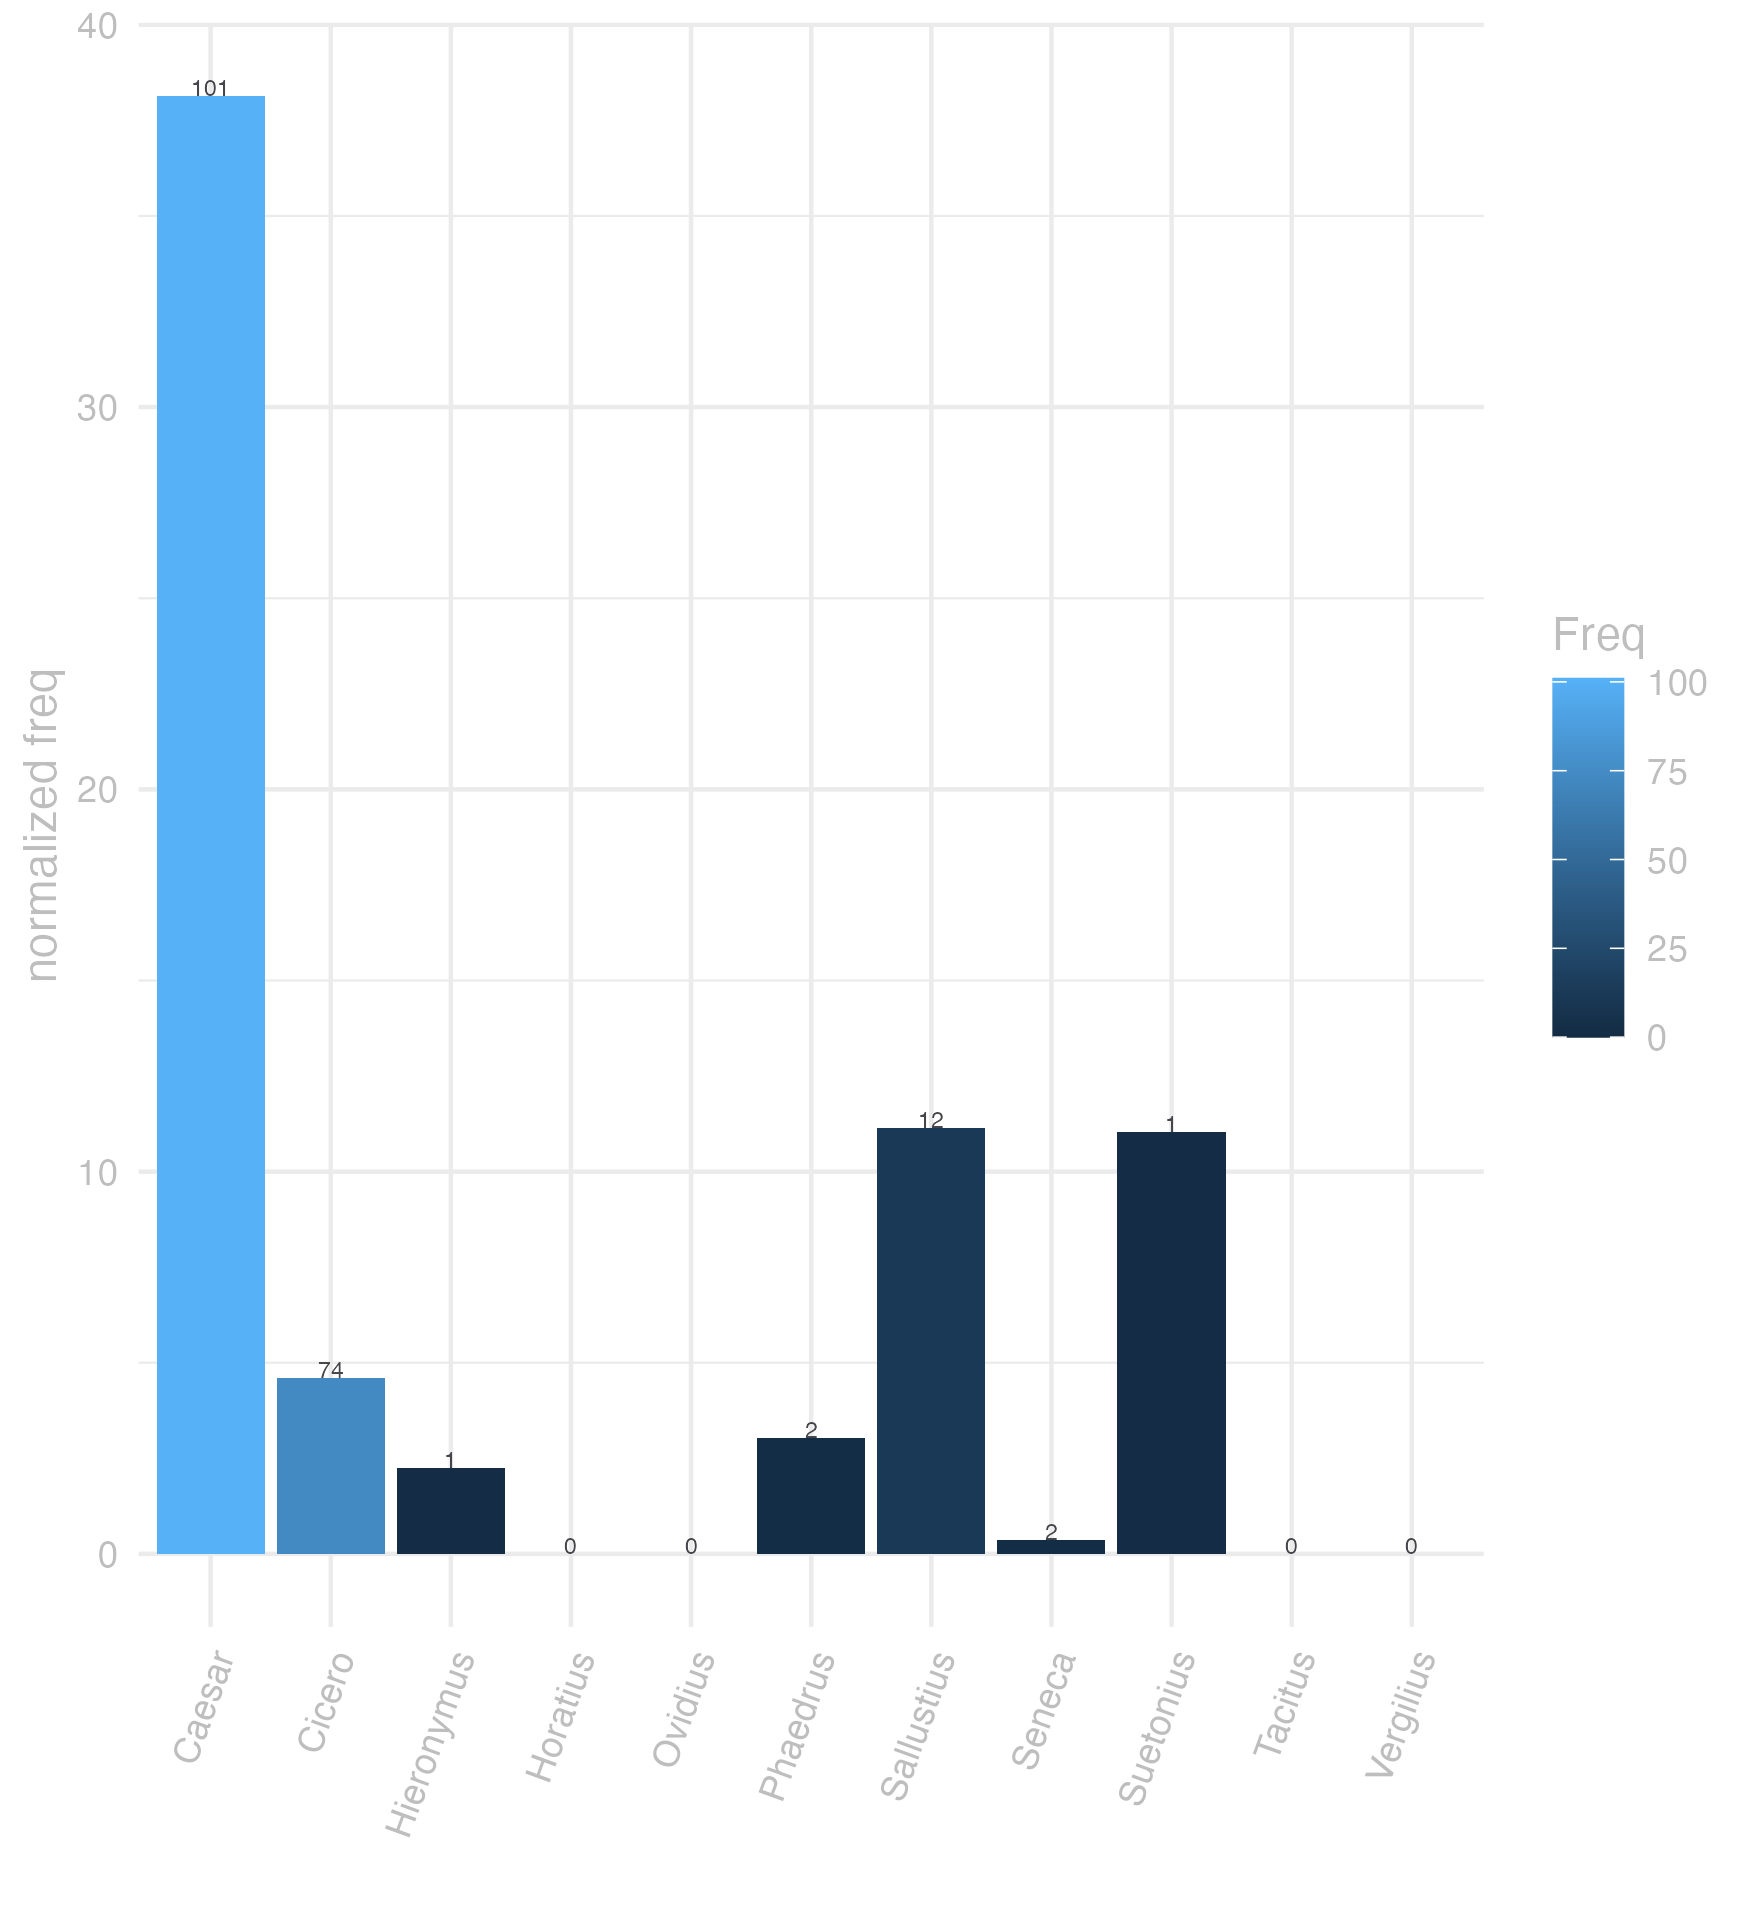 40
30
20
10
0
normalized freq
101
74
1
0
0
2
12
2
1
0
0
Caesar
Cicero
Hieronymus
Horatius
Ovidius
Phaedrus
Sallustius
Seneca
Suetonius
Tacitus
Vergilius
Freq
100
75
50
25
0